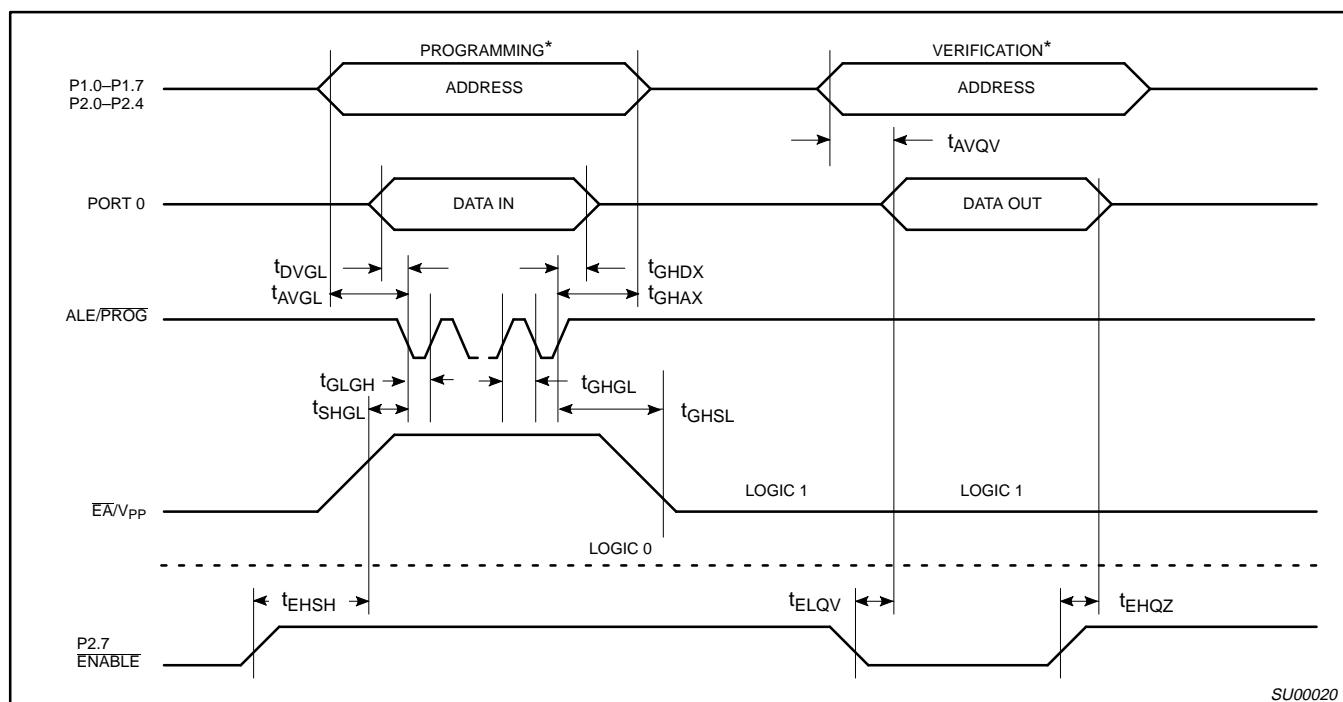 PROGRAMMING*
VERIFICATION*
P1.0–P1.7
P2.0–P2.4
ADDRESS
ADDRESS
tAVQV
PORT 0
DATA IN
DATA OUT
tDVGL
tGHDX
tAVGL
tGHAX
ALE/PROG
tGLGH
tGHGL
tSHGL
tGHSL
EA/VPP
LOGIC 1
LOGIC 1
LOGIC 0
tEHSH
tELQV
tEHQZ
P2.7
ENABLE
SU00020